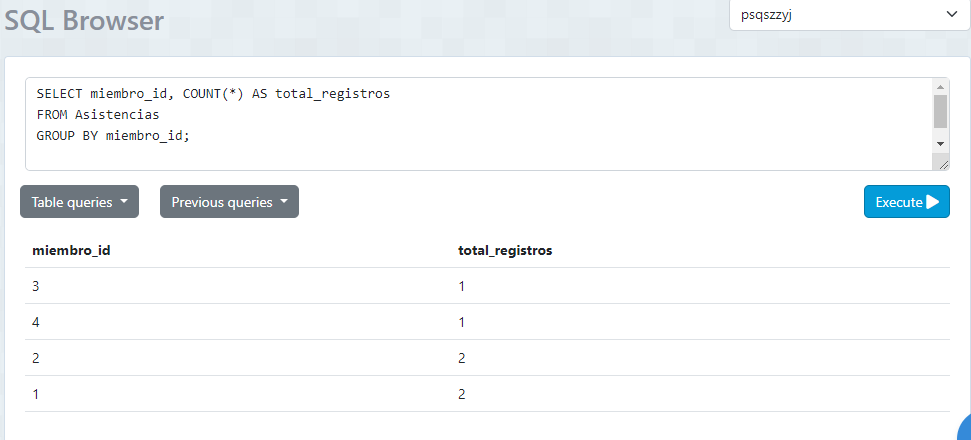 SQL Browser
psqszzyj
SELECT miembro_id, COUNT(*) AS total_registros
FROM Asistencias
GROUP BY miembro_id;
Table queries
Previous queries
Execute
miembro_id total_registros
3 1
4 1
2 2
1 2